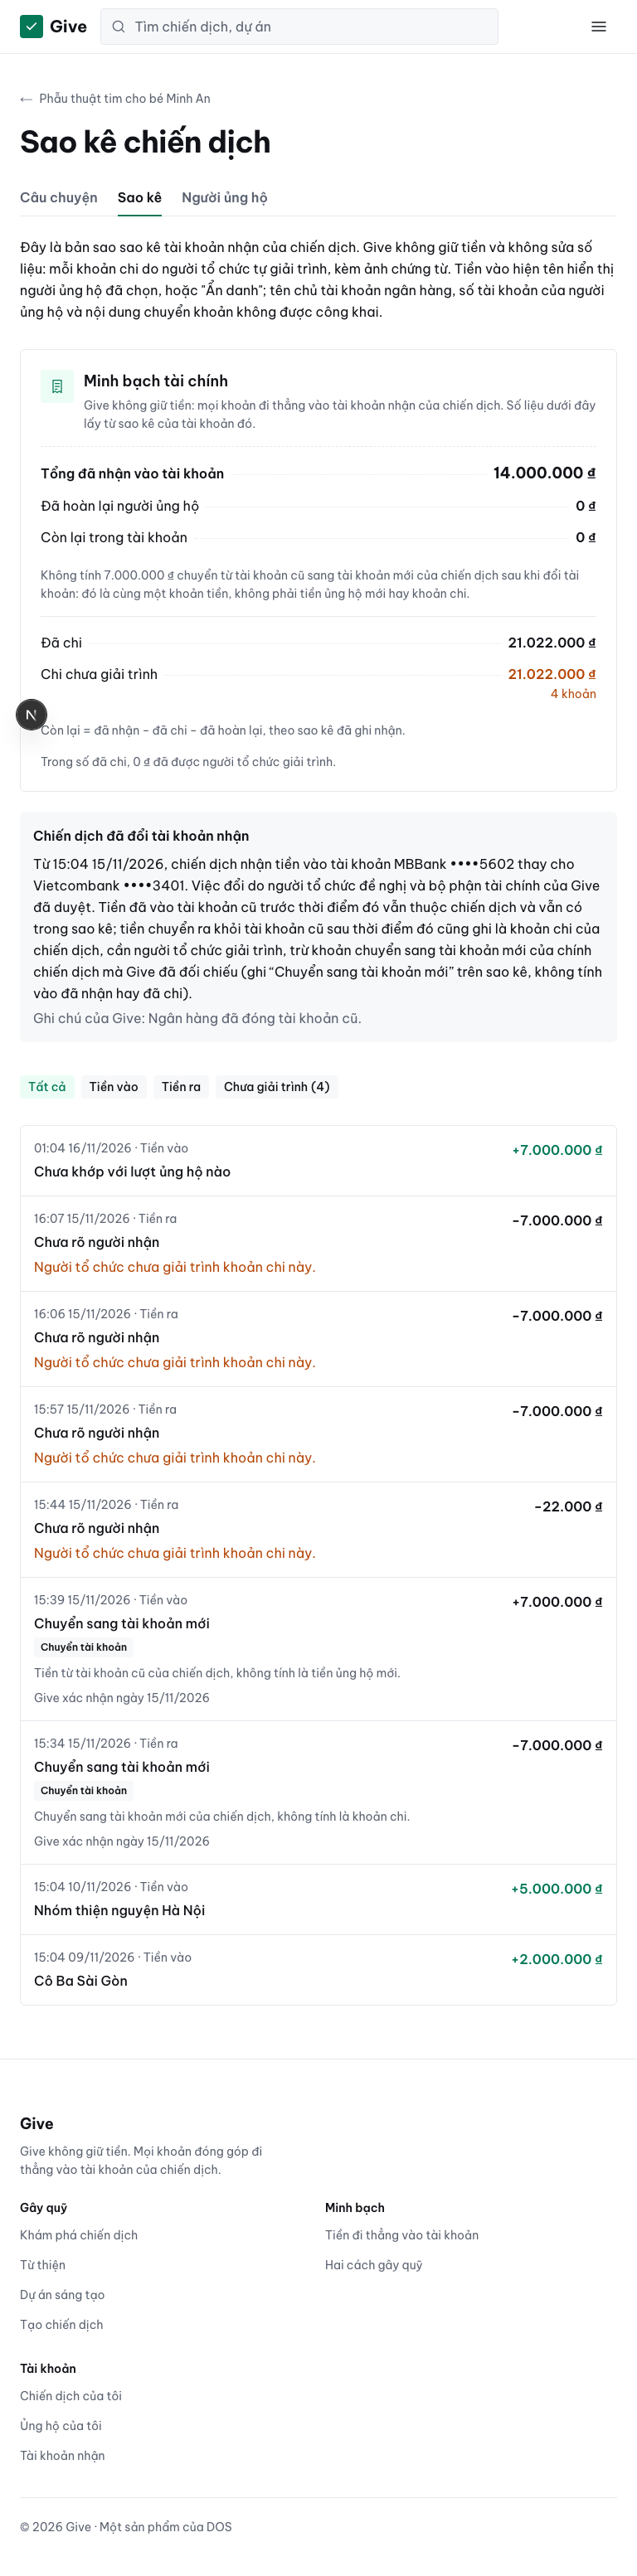 Give
Tìm chiến dịch, dự án
← Phẫu thuật tim cho bé Minh An
Sao kê chiến dịch
Câu chuyện Sao kê Người ủng hộ
Đây là bản sao sao kê tài khoản nhận của chiến dịch. Give không giữ tiền và không sửa số
liệu: mỗi khoản chi do người tổ chức tự giải trình, kèm ảnh chứng từ. Tiền vào hiện tên hiển thị
người ủng hộ đã chọn, hoặc "Ẩn danh"; tên chủ tài khoản ngân hàng, số tài khoản của người
ủng hộ và nội dung chuyển khoản không được công khai.
Minh bạch tài chính
Give không giữ tiền: mọi khoản đi thẳng vào tài khoản nhận của chiến dịch. Số liệu dưới đây
lấy từ sao kê của tài khoản đó.
Tổng đã nhận vào tài khoản 14.000.000 ₫
Đã hoàn lại người ủng hộ 0 ₫
Còn lại trong tài khoản 0 ₫
Không tính 7.000.000 ₫ chuyển từ tài khoản cũ sang tài khoản mới của chiến dịch sau khi đổi tài
khoản: đó là cùng một khoản tiền, không phải tiền ủng hộ mới hay khoản chi.
Đã chi 21.022.000 ₫
Chi chưa giải trình 21.022.000 ₫
4 khoản
N
Còn lại = đã nhận − đã chi − đã hoàn lại, theo sao kê đã ghi nhận.
Trong số đã chi, 0 ₫ đã được người tổ chức giải trình.
Chiến dịch đã đổi tài khoản nhận
Từ 15:04 15/11/2026, chiến dịch nhận tiền vào tài khoản MBBank ••••5602 thay cho
Vietcombank ••••3401. Việc đổi do người tổ chức đề nghị và bộ phận tài chính của Give
đã duyệt. Tiền đã vào tài khoản cũ trước thời điểm đó vẫn thuộc chiến dịch và vẫn có
trong sao kê; tiền chuyển ra khỏi tài khoản cũ sau thời điểm đó cũng ghi là khoản chi của
chiến dịch, cần người tổ chức giải trình, trừ khoản chuyển sang tài khoản mới của chính
chiến dịch mà Give đã đối chiếu (ghi “Chuyển sang tài khoản mới” trên sao kê, không tính
vào đã nhận hay đã chi).
Ghi chú của Give: Ngân hàng đã đóng tài khoản cũ.
Tất cả Tiền vào Tiền ra Chưa giải trình (4)
01:04 16/11/2026 · Tiền vào +7.000.000 ₫
Chưa khớp với lượt ủng hộ nào
16:07 15/11/2026 · Tiền ra −7.000.000 ₫
Chưa rõ người nhận
Người tổ chức chưa giải trình khoản chi này.
16:06 15/11/2026 · Tiền ra −7.000.000 ₫
Chưa rõ người nhận
Người tổ chức chưa giải trình khoản chi này.
15:57 15/11/2026 · Tiền ra −7.000.000 ₫
Chưa rõ người nhận
Người tổ chức chưa giải trình khoản chi này.
15:44 15/11/2026 · Tiền ra −22.000 ₫
Chưa rõ người nhận
Người tổ chức chưa giải trình khoản chi này.
15:39 15/11/2026 · Tiền vào +7.000.000 ₫
Chuyển sang tài khoản mới
Chuyển tài khoản
Tiền từ tài khoản cũ của chiến dịch, không tính là tiền ủng hộ mới.
Give xác nhận ngày 15/11/2026
15:34 15/11/2026 · Tiền ra −7.000.000 ₫
Chuyển sang tài khoản mới
Chuyển tài khoản
Chuyển sang tài khoản mới của chiến dịch, không tính là khoản chi.
Give xác nhận ngày 15/11/2026
15:04 10/11/2026 · Tiền vào +5.000.000 ₫
Nhóm thiện nguyện Hà Nội
15:04 09/11/2026 · Tiền vào +2.000.000 ₫
Cô Ba Sài Gòn
Give
Give không giữ tiền. Mọi khoản đóng góp đi
thẳng vào tài khoản của chiến dịch.
Gây quỹ
Khám phá chiến dịch
Từ thiện
Dự án sáng tạo
Tạo chiến dịch
Minh bạch
Tiền đi thẳng vào tài khoản
Hai cách gây quỹ
Tài khoản
Chiến dịch của tôi
Ủng hộ của tôi
Tài khoản nhận
© 2026 Give · Một sản phẩm của DOS